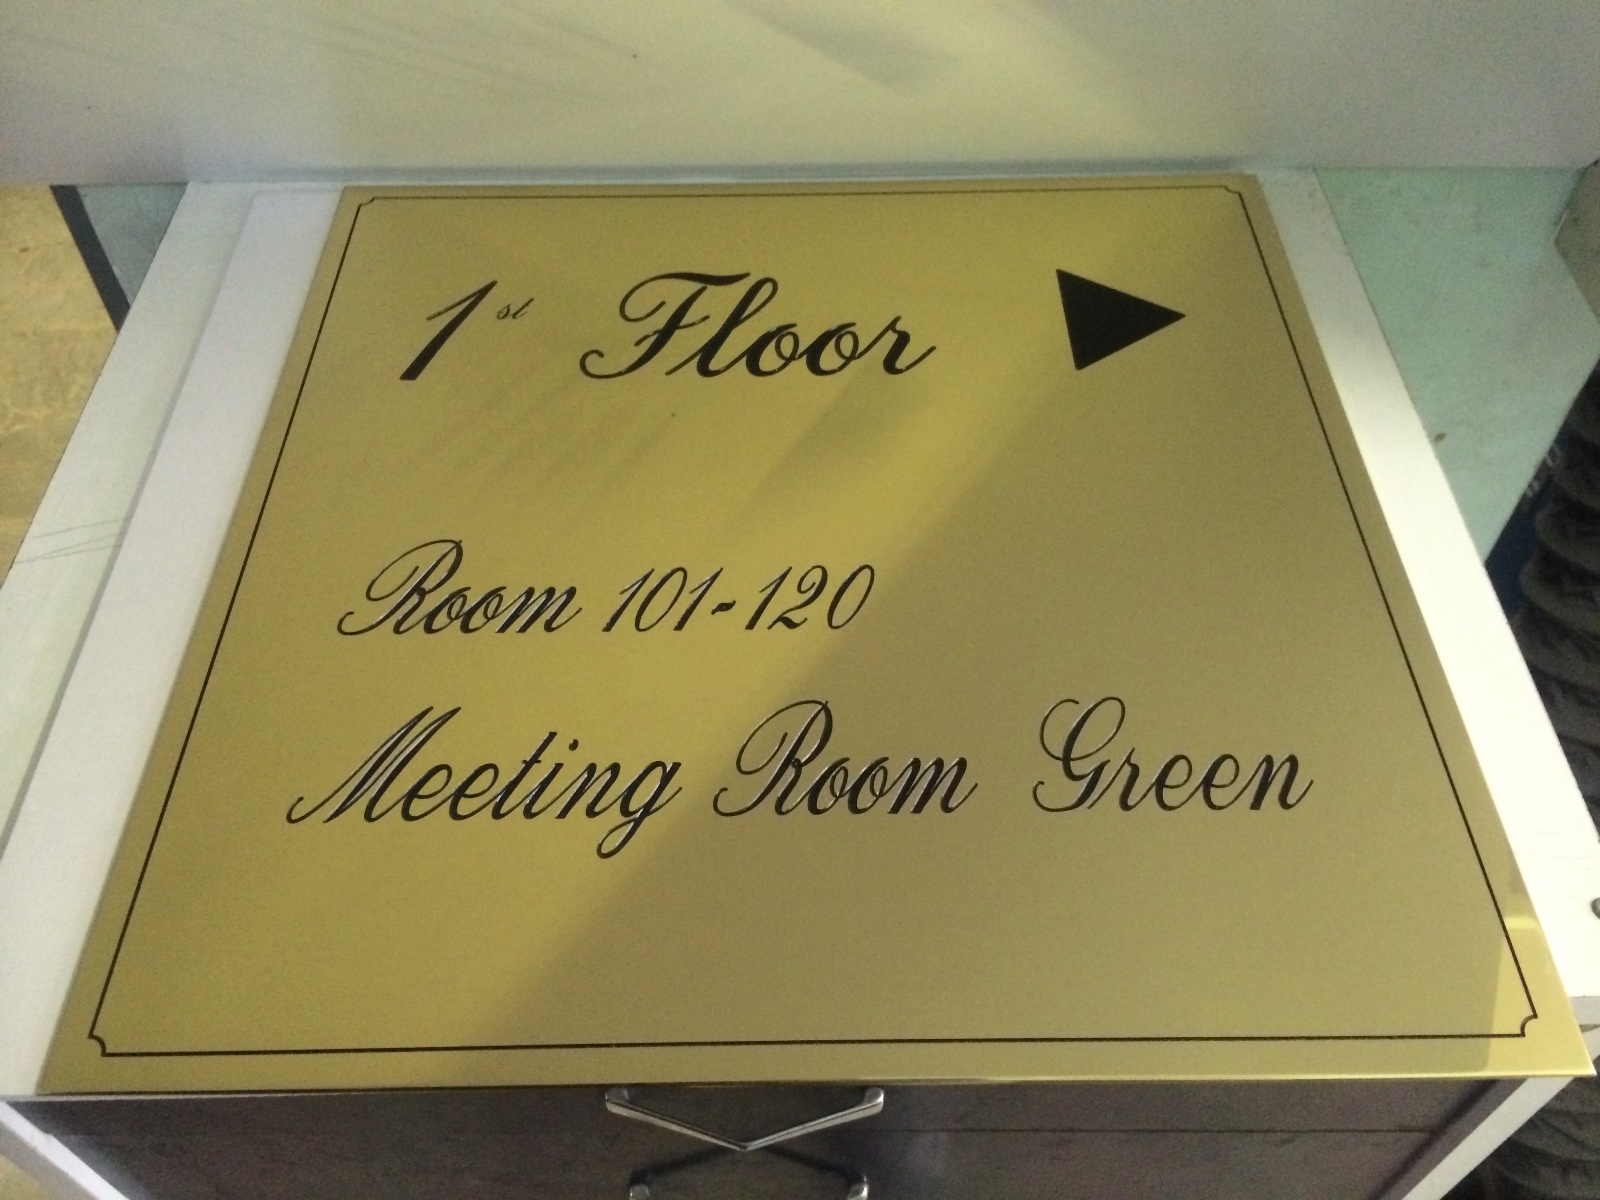 1st Floor
Room 101-120
Meeting Room Green